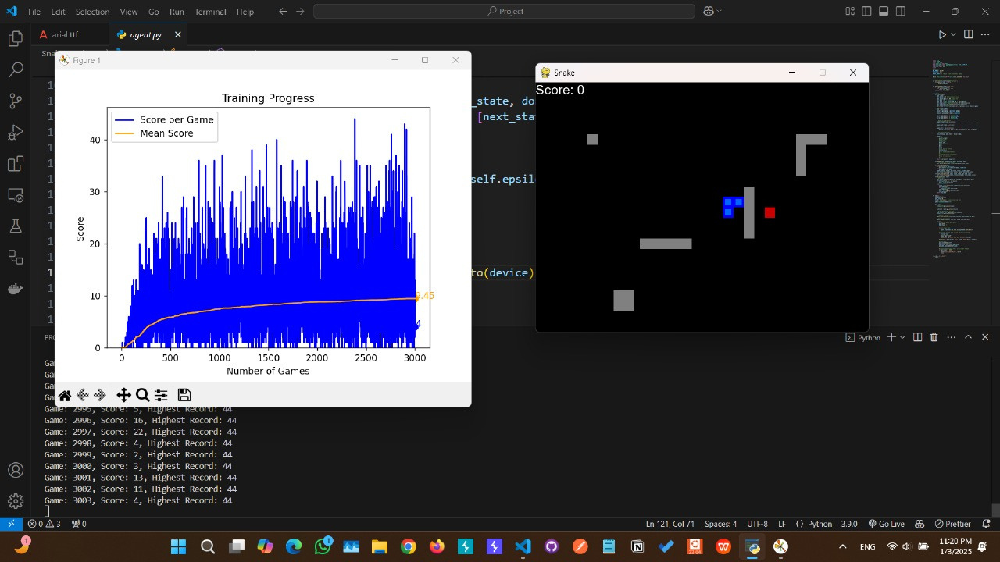 File Edit Selection View Go Run Terminal Help
Project
arial.ttf
agent.py
Figure 1
Training Progress
Score per Game
Mean Score
40
30
20
10
0
Score
9.46
4
0 500 1000 1500 2000 2500 3000
Number of Games
_state, do
[next_sta
self.epsil
to(device)
Snake
Score: 0
Python
Game: 2995, Score: 5, Highest Record: 44
Game: 2996, Score: 16, Highest Record: 44
Game: 2997, Score: 22, Highest Record: 44
Game: 2998, Score: 4, Highest Record: 44
Game: 2999, Score: 2, Highest Record: 44
Game: 3000, Score: 3, Highest Record: 44
Game: 3001, Score: 13, Highest Record: 44
Game: 3002, Score: 11, Highest Record: 44
Game: 3003, Score: 4, Highest Record: 44
0 3 0 Ln 121, Col 71 Spaces: 4 UTF-8 LF { } Python 3.9.0 Go Live Prettier
1 1 22.04 ENG 11:20 PM
1/3/2025